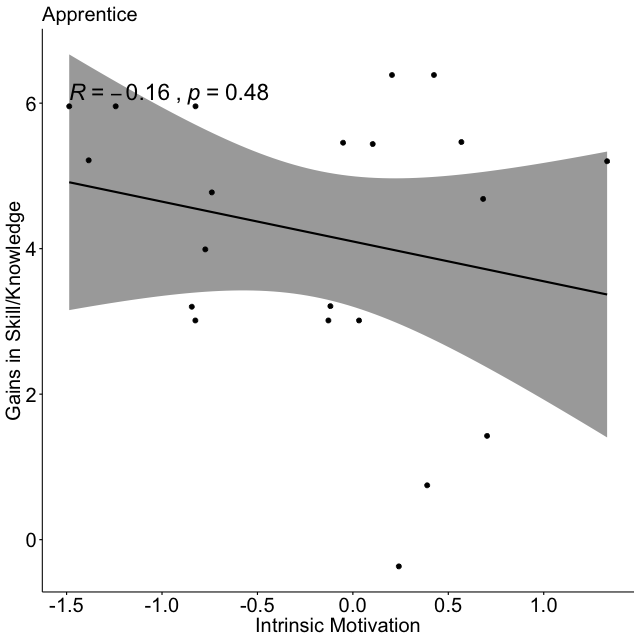 Apprentice
R = −0.16 , p = 0.48
6
4
2
0
Gains in Skill/Knowledge
-1.5 -1.0 -0.5 0.0 0.5 1.0
Intrinsic Motivation